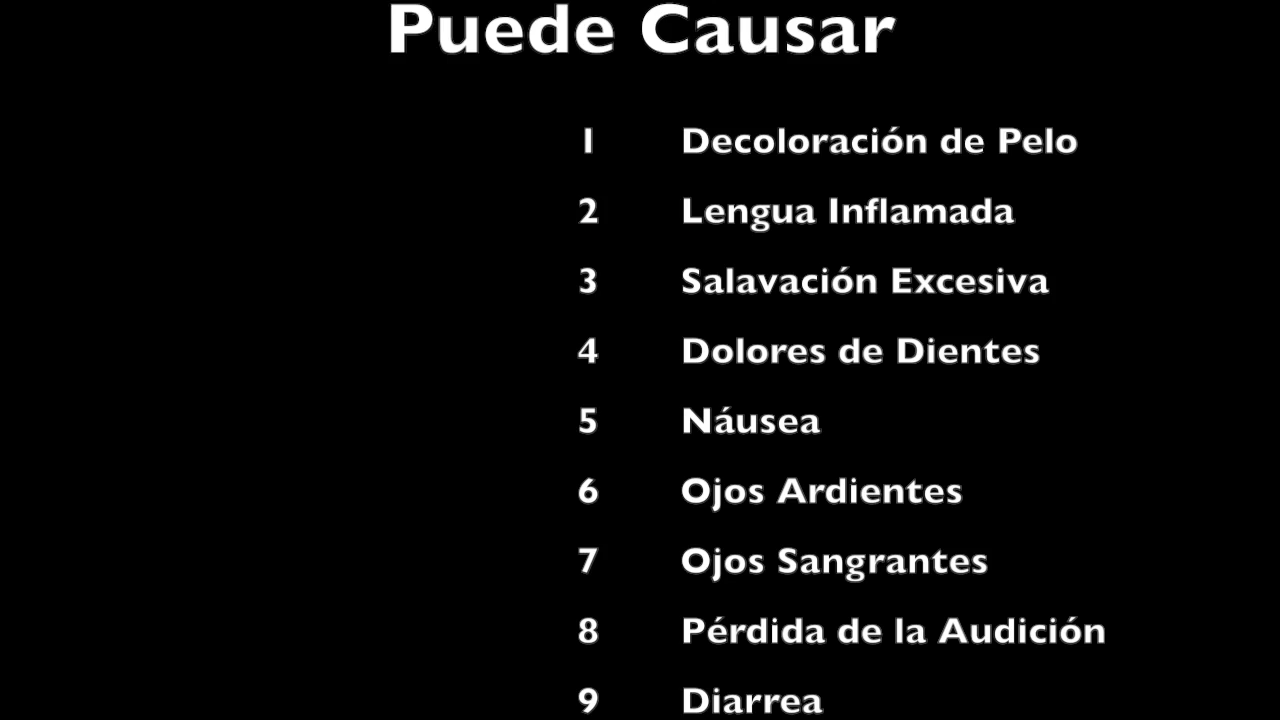 Puede Causar
1 Decoloración de Pelo
2 Lengua Inflamada
3 Salavación Excesiva
4 Dolores de Dientes
5 Náusea
6 Ojos Ardientes
7 Ojos Sangrantes
8 Pérdida de la Audición
9 Diarrea